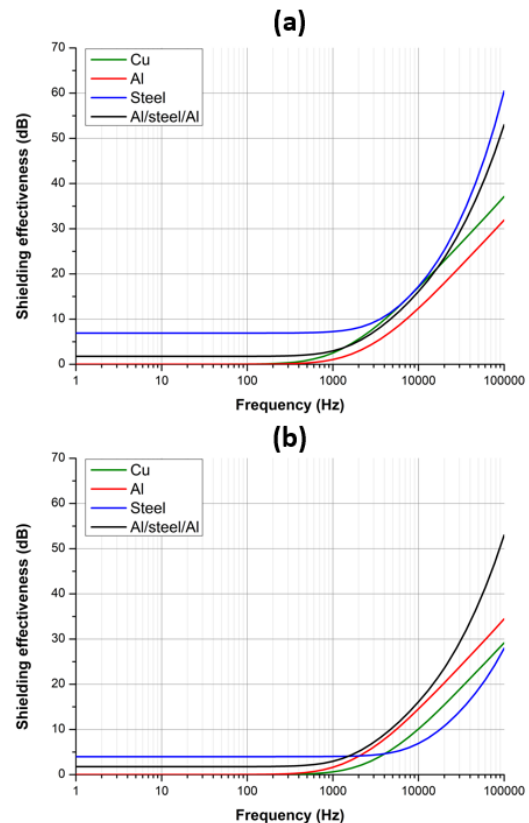 (a)
70
60
50
40
30
20
10
0
Shielding effectiveness (dB)
Cu
Al
Steel
Al/steel/Al
1 10 100 1000 10000 100000
Frequency (Hz)
(b)
70
60
50
40
30
20
10
0
Shielding effectiveness (dB)
Cu
Al
Steel
Al/steel/Al
1 10 100 1000 10000 100000
Frequency (Hz)